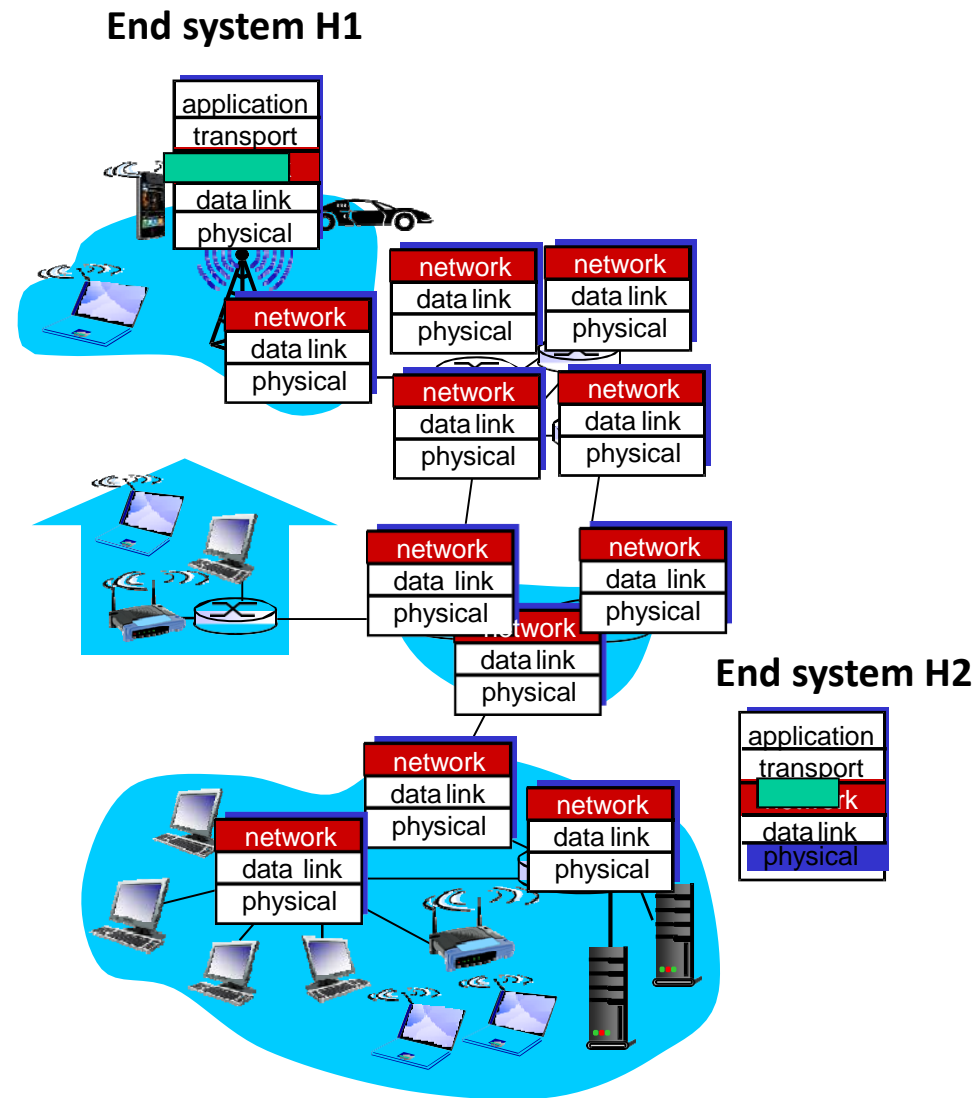 End system H1
application
transport
data link
physical
network
data link
physical
network
data link
physical
network
data link
physical
network
data link
physical
network
data link
physical
network
data link
physical
network
data link
physical
network
data link
physical
End system H2
application
transport
k
data link
physical
network
data link
physical
network
data link
physical
network
data link
physical